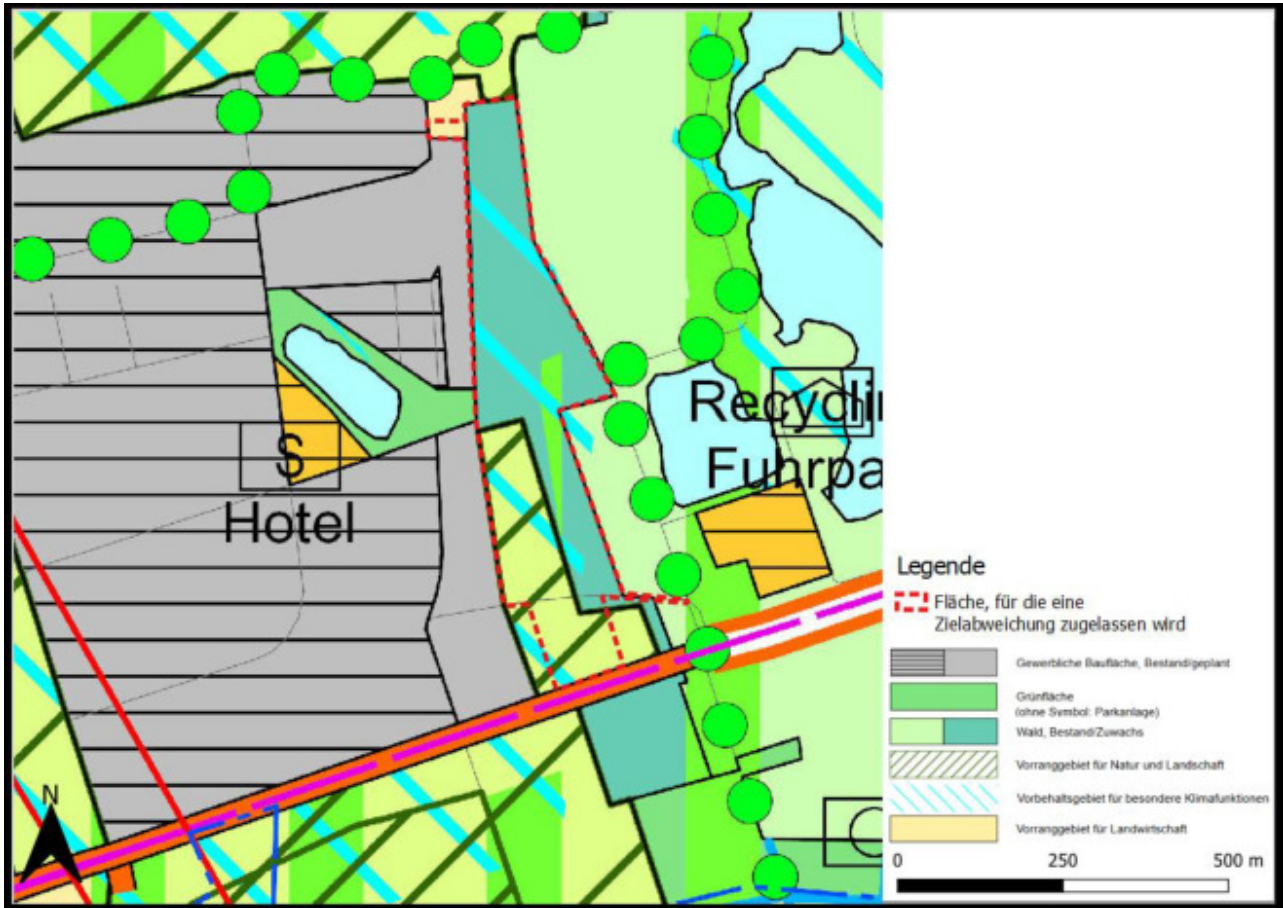 S
Hotel
Recyclin
Fuhrpa
N
Legende
Fläche, für die eine
Zielabweichung zugelassen wird
Gewerbliche Baufläche, Bestand/geplant
Grünfläche
(ohne Symbol: Parkanlage)
Wald, Bestand/Zuwachs
Vorranggebiet für Natur und Landschaft
Vorbehaltsgebiet für besondere Klimafunktionen
Vorranggebiet für Landwirtschaft
0 250 500 m